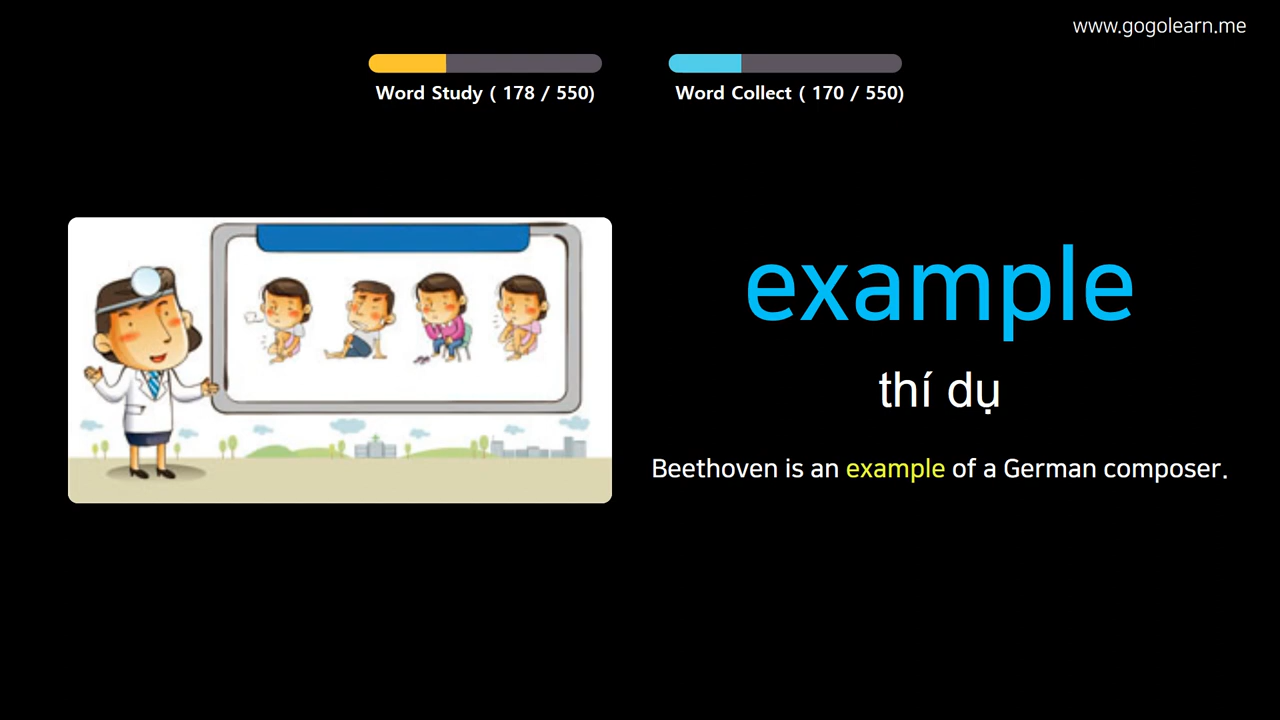 www.gogolearn.me
Word Study ( 178 / 550)
Word Collect ( 170 / 550)
example
thí dụ
Beethoven is an example of a German composer.